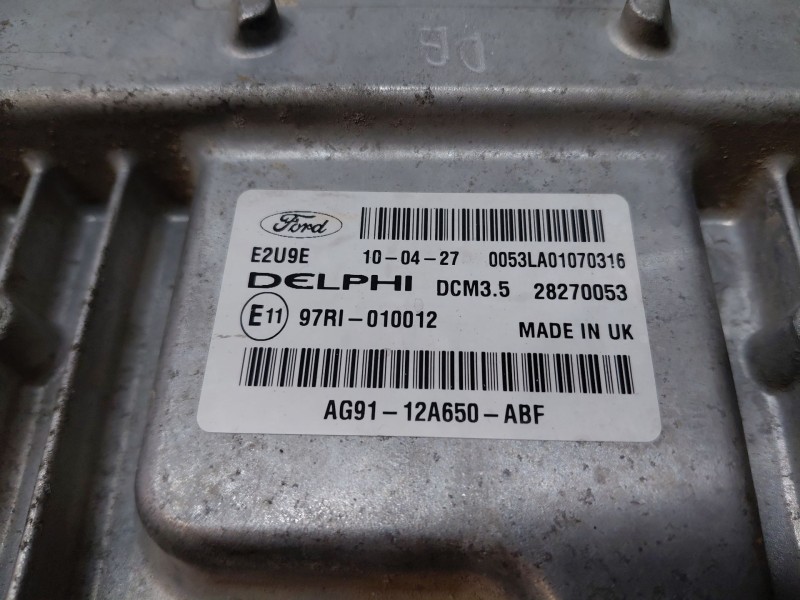 Ford
E2U9E 10-04-27 0053LA01070316
DELPHI DCM3.5 28270053
E11 97RI-010012 MADE IN UK
AG91-12A650-ABF